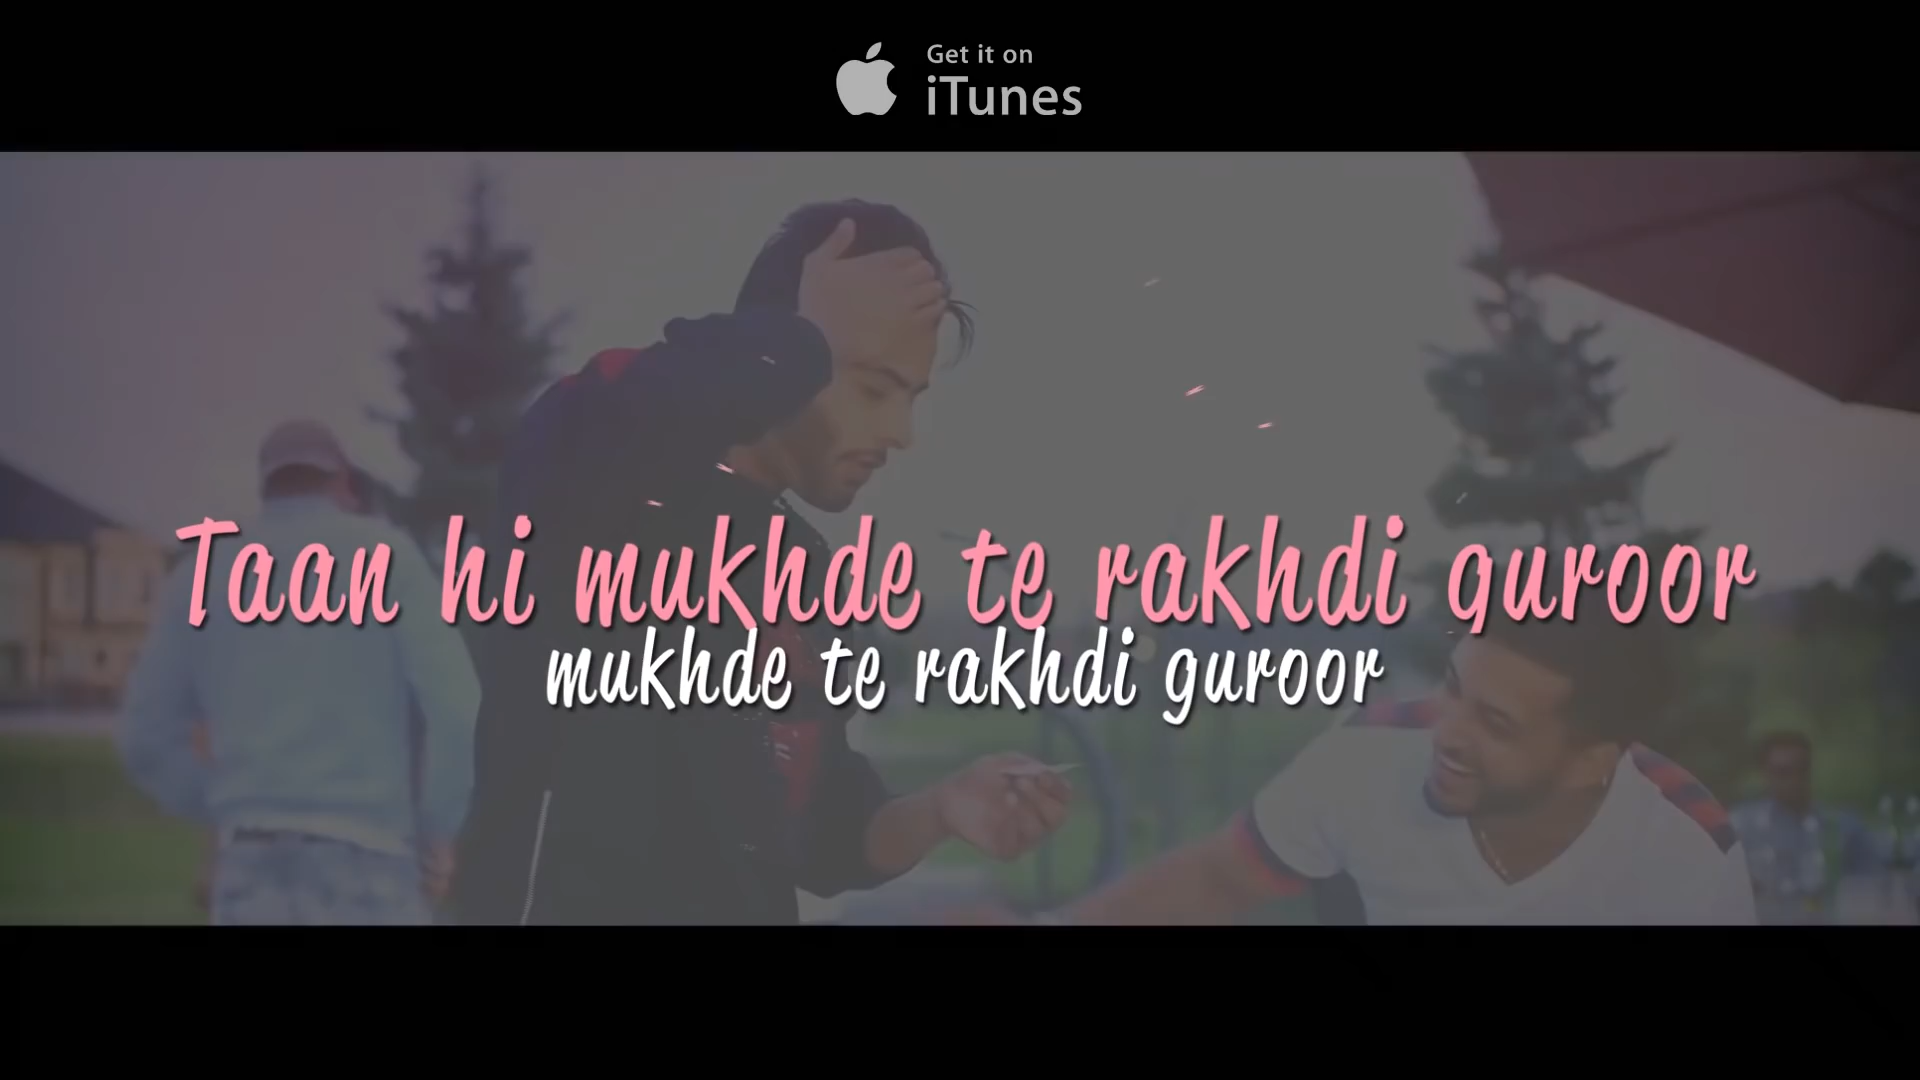 Get it on
iTunes
Taan hi mukhde te rakhdi guroor
mukhde te rakhdi guroor